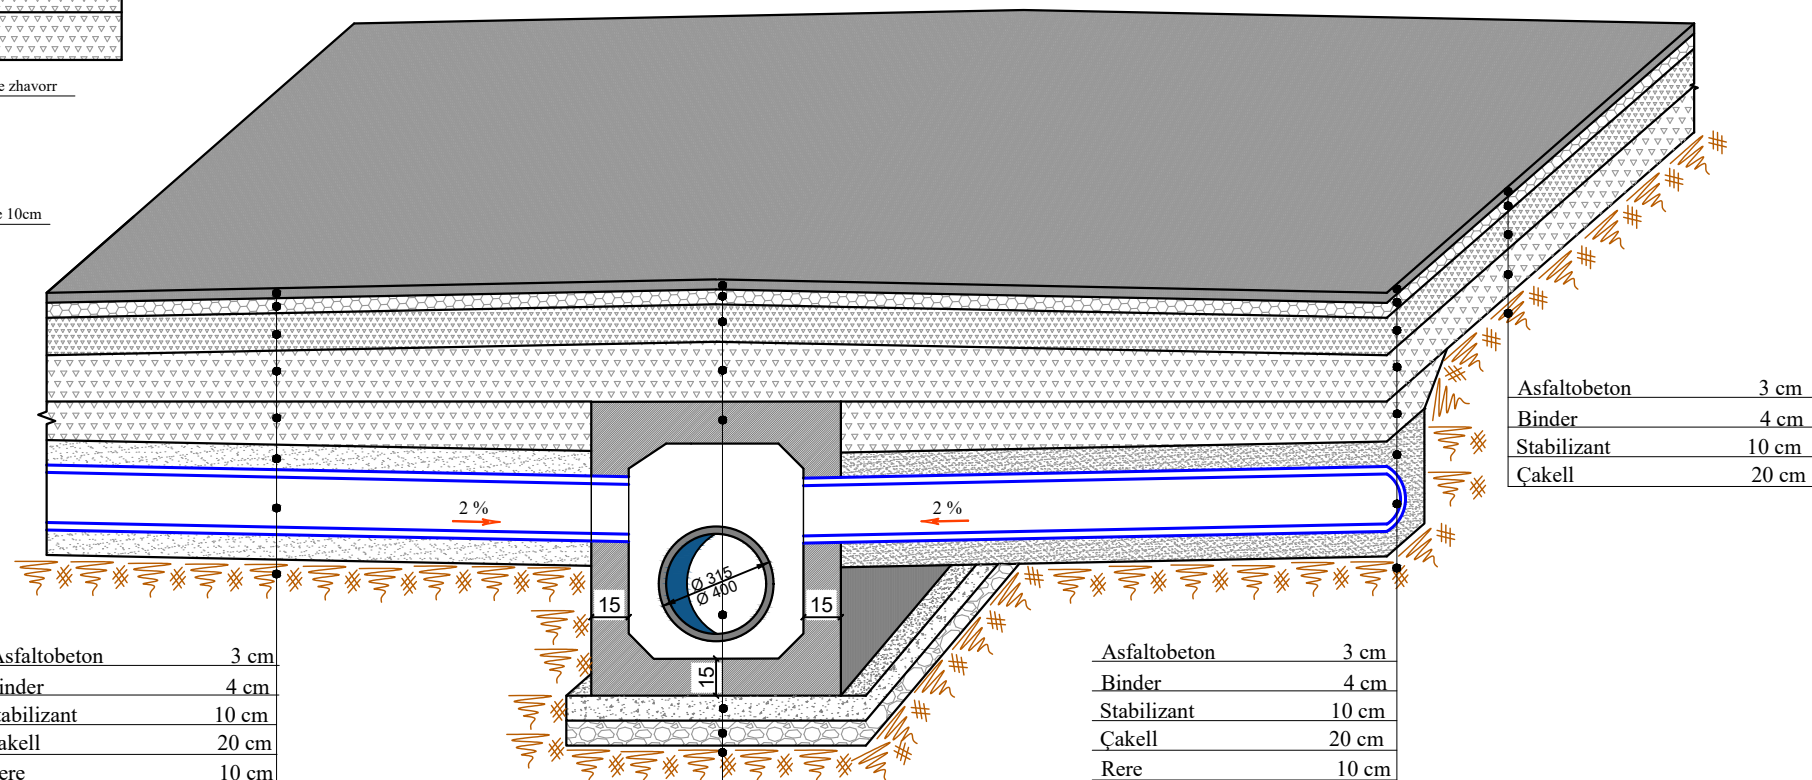 e zhavorr
e 10cm
2 %
2 %
Ø 315
Ø 400
15
15
15
Asfaltobeton 3 cm
Binder 4 cm
Stabilizant 10 cm
Çakell 20 cm
Asfaltobeton 3 cm
inder 4 cm
tabilizant 10 cm
akell 20 cm
ere 10 cm
Asfaltobeton 3 cm
Binder 4 cm
Stabilizant 10 cm
Çakell 20 cm
Rere 10 cm